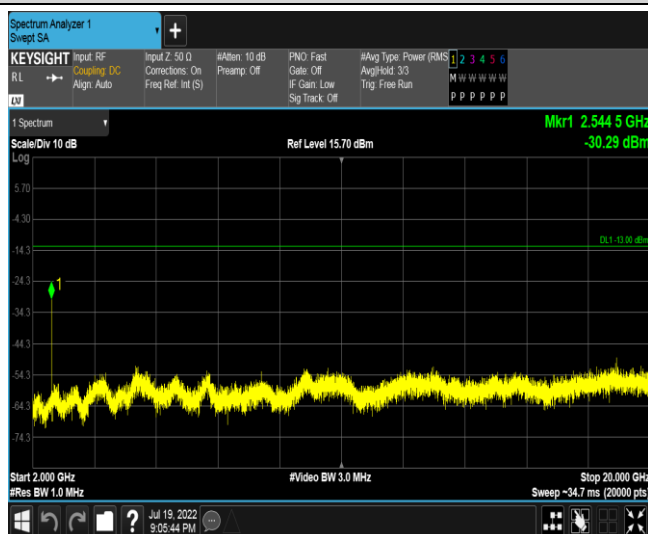 Spectrum Analyzer 1
Swept SA
+
KEYSIGHT Input: RF Input Z: 50 Ω #Atten: 10 dB PNO: Fast #Avg Type: Power (RMS 1 2 3 4 5 6
RL Coupling: DC Corrections: On Preamp: Off Gate: Off Avg|Hold: 3/3 M W W W W W
Align: Auto Freq Ref: Int (S) IF Gain: Low Trig: Free Run
Sig Track: Off P P P P P P
LXI
1 Spectrum Mkr1 2.544 5 GHz
Scale/Div 10 dB Ref Level 15.70 dBm -30.29 dBm
Log
5.70
-4.30
DL1 -13.00 dBm
-14.3
-24.3
1
-34.3
-44.3
-54.3
-64.3
-74.3
Start 2.000 GHz #Video BW 3.0 MHz Stop 20.000 GHz
#Res BW 1.0 MHz Sweep ~34.7 ms (20000 pts)
? Jul 19, 2022
9:05:44 PM